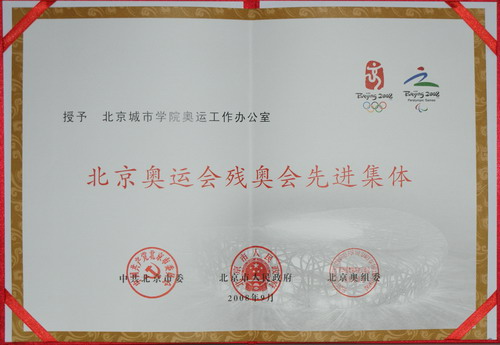 Beijing 2008
Beijing 2008
Paralympic Games
授予 北京城市学院奥运工作办公室
北京奥运会残奥会先进集体
中共北京市委
北京市人民政府
北京奥组委
2008年9月